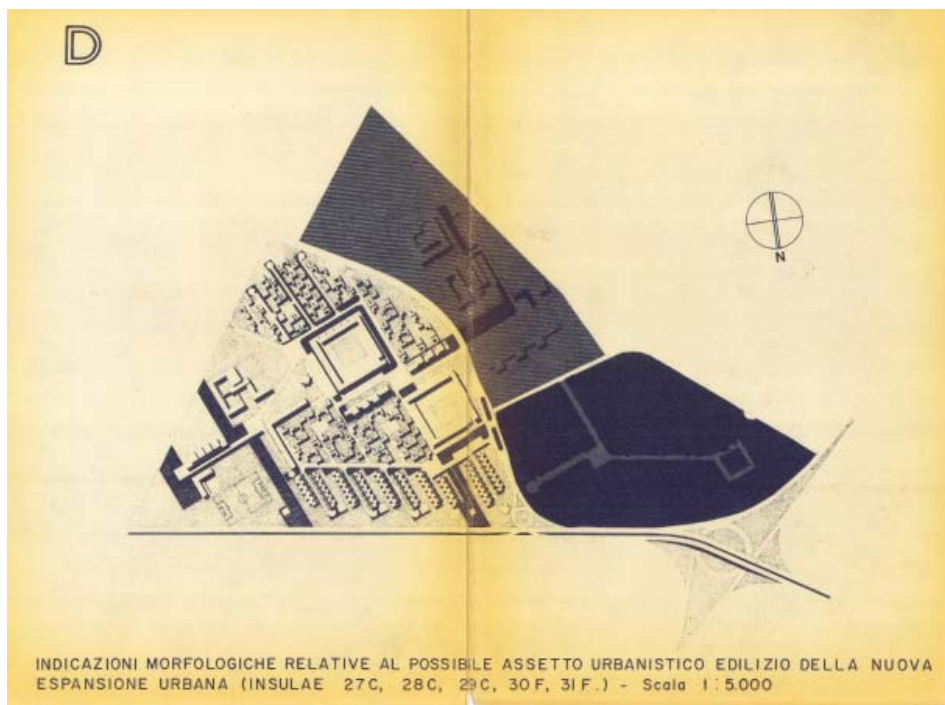 D
N
INDICAZIONI MORFOLOGICHE RELATIVE AL POSSIBLE ASSETTO URBANISTICO EDILIZIO DELLA NUOVA
ESPANSIONE URBANA (INSULAE 27C, 28C, 29C, 30F, 31F.) - Scala 1:5.000